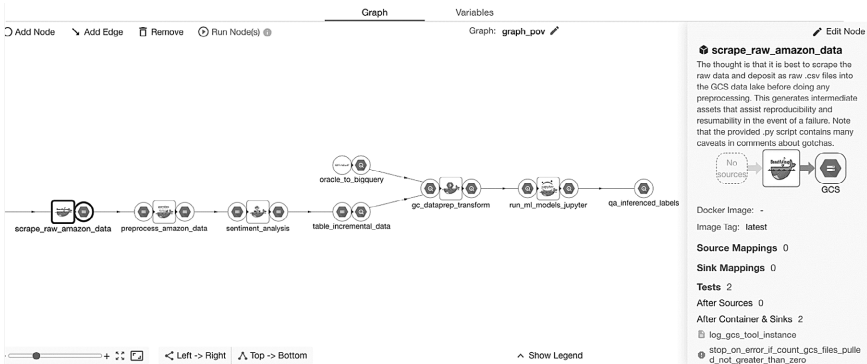 Graph
Variables
Add Node
Add Edge
Remove
Run Node(s)
Graph: graph_pov
Edit Node
scrape_raw_amazon_data
The thought is that it is best to scrape the
raw data and deposit as raw .csv files into
the GCS data lake before doing any
preprocessing. This generates intermediate
assets that assist reproducibility and
resumability in the event of a failure. Note
that the provided .py script contains many
caveats in comments about gotchas.
No
sources
GCS
Docker Image: -
Image Tag: latest
Source Mappings 0
Sink Mappings 0
Tests 2
After Sources 0
After Container & Sinks 2
log_gcs_tool_instance
stop_on_error_if_count_gcs_files_pulle
d_not_greater_than_zero
oracle_to_bigquery
scrape_raw_amazon_data
preprocess_amazon_data
sentiment_analysis
table_incremental_data
gc_dataprep_transform
run_ml_models_jupyter
qa_inferenced_labels
Left -> Right
Top -> Bottom
Show Legend